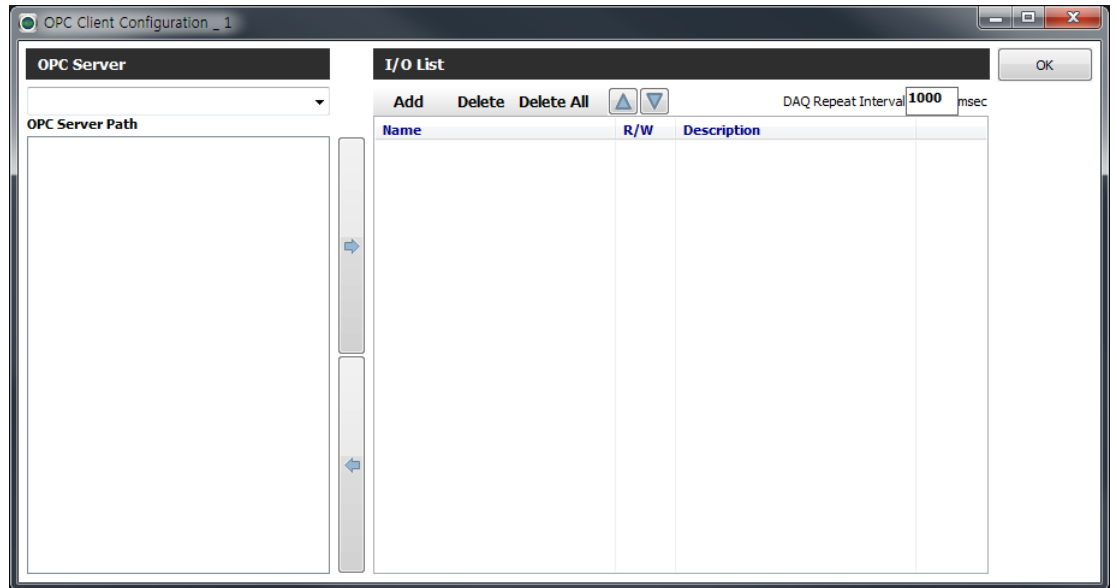 OPC Client Configuration _ 1
OPC Server
I/O List
OK
Add Delete Delete All DAQ Repeat Interval 1000 msec
OPC Server Path
Name R/W Description